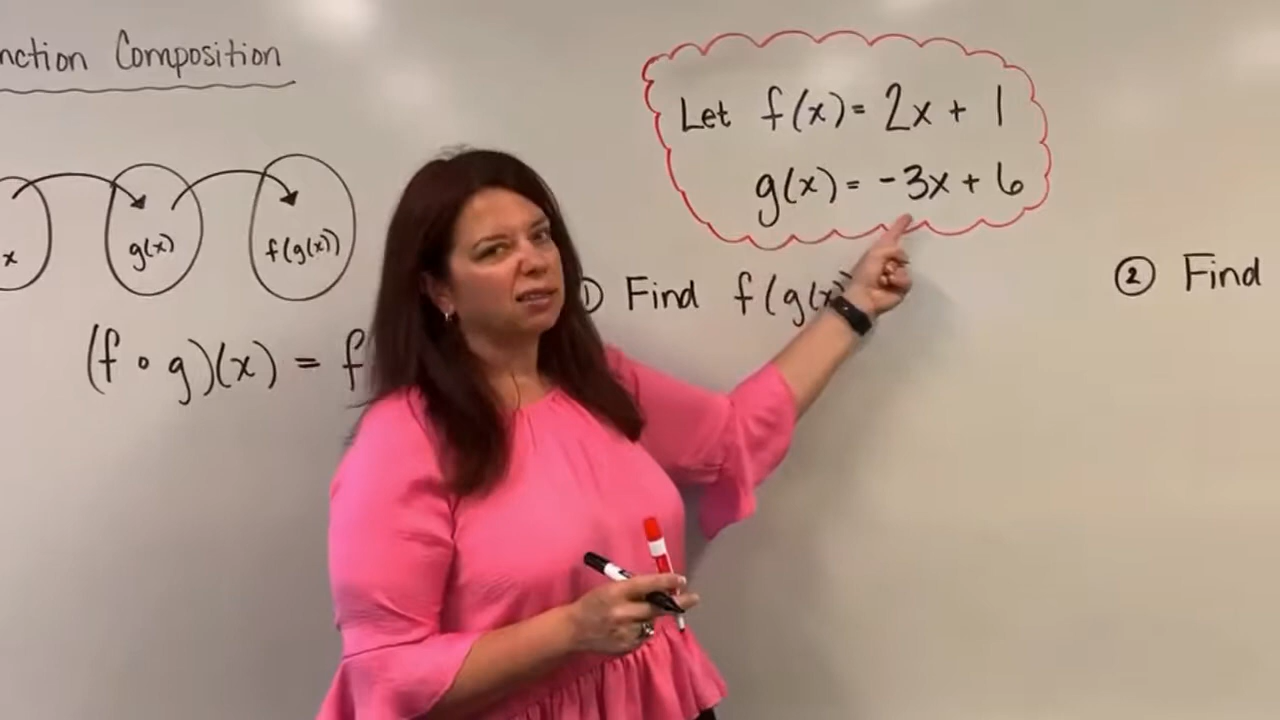 nction Composition
x
g(x)
f(g(x))
(f ∘ g)(x) = f
Let f(x) = 2x + 1
g(x) = -3x + 6
① Find f(g(x))
② Find